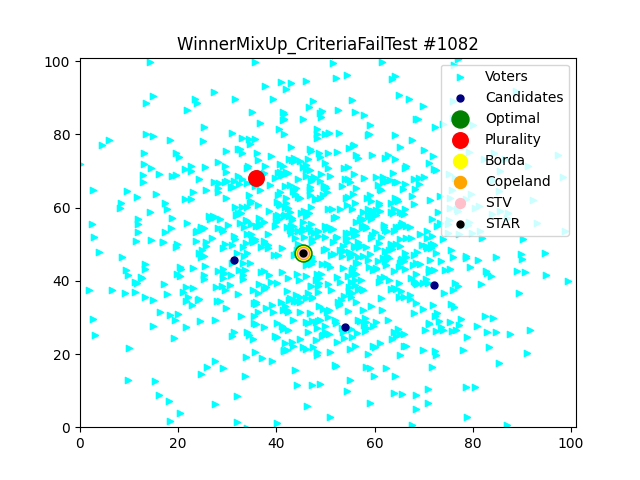 WinnerMixUp_CriteriaFailTest #1082
100
80
60
40
20
0
0
20
40
60
80
100
Voters
Candidates
Optimal
Plurality
Borda
Copeland
STV
STAR